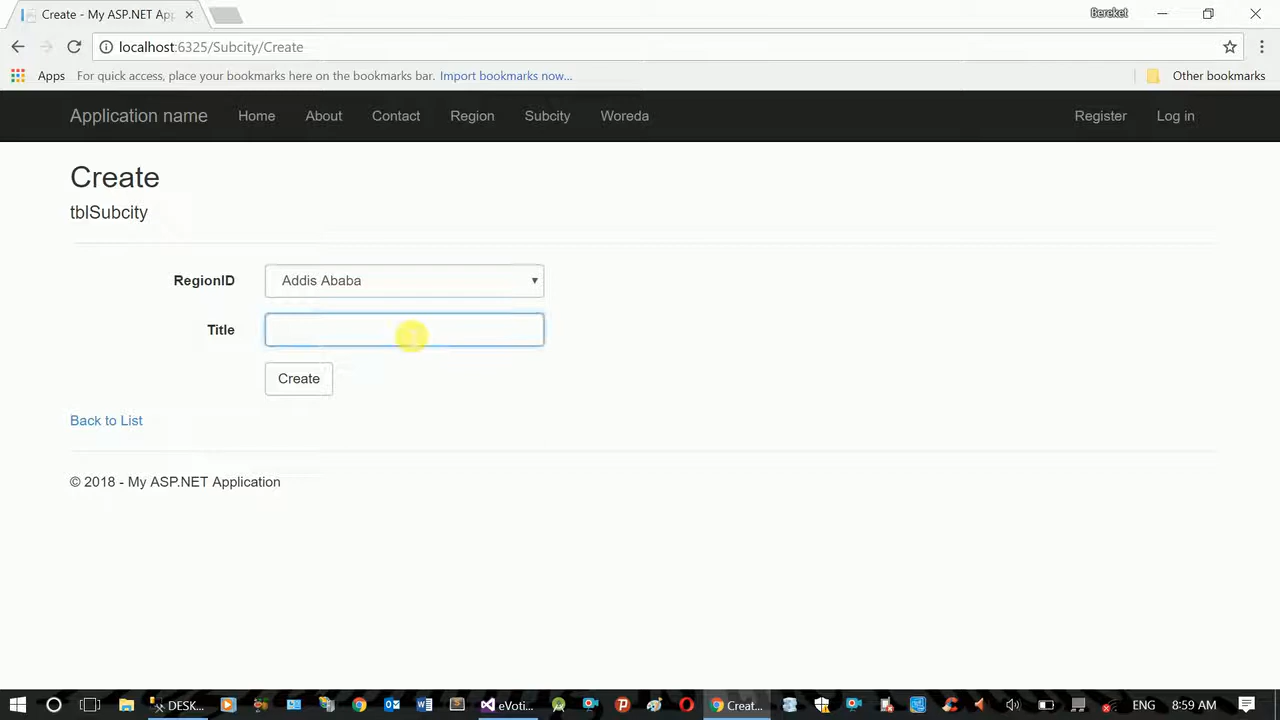 Create - My ASP.NET App
Bereket
localhost:6325/Subcity/Create
Apps For quick access, place your bookmarks here on the bookmarks bar. Import bookmarks now... Other bookmarks
Application name Home About Contact Region Subcity Woreda Register Log in
Create
tblSubcity
RegionID Addis Ababa
Title
Create
Back to List
© 2018 - My ASP.NET Application
DESK... eVoti... Creat... ENG 8:59 AM